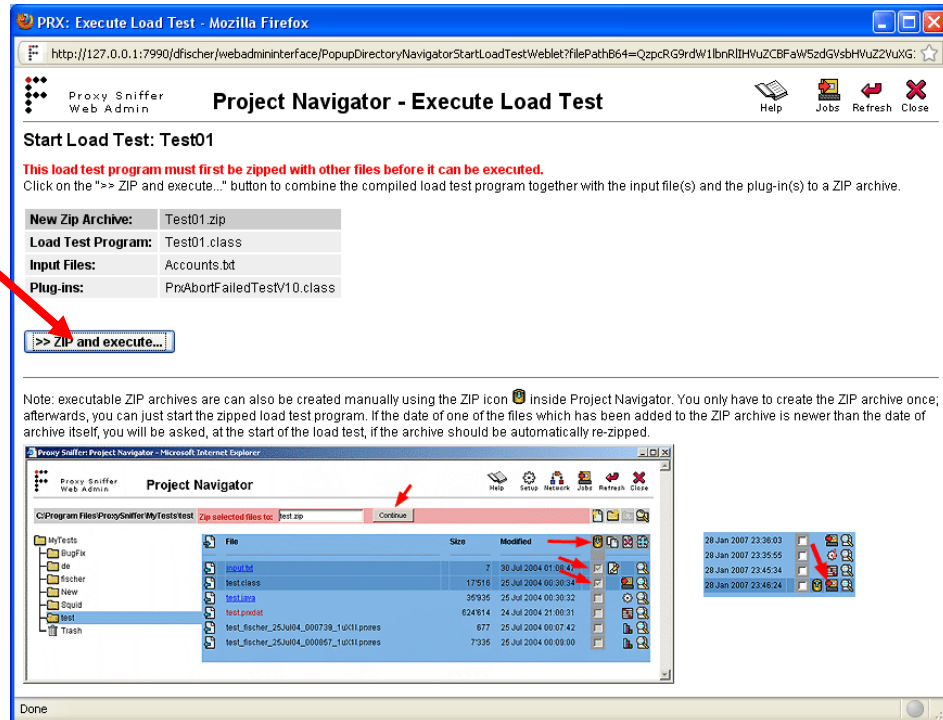 PRX: Execute Load Test - Mozilla Firefox
http://127.0.0.1:7990/dfischer/webadmininterface/PopupDirectoryNavigatorStartLoadTestWeblet?filePathB64=
Proxy Sniffer
Web Admin
Project Navigator - Execute Load Test
Help Jobs Refresh Close
Start Load Test: Test01
This load test program must first be zipped with other files before it can be executed.
Click on the ">> ZIP and execute..." button to combine the compiled load test program together with the input file(s) and the plug-in(s) to a ZIP archive.
New Zip Archive: Test01.zip
Load Test Program: Test01.class
Input Files: Accounts.txt
Plug-ins: PrxAbortFailedTestV10.class
>> ZIP and execute...
Note: executable ZIP archives are can also be created manually using the ZIP icon inside Project Navigator. You only have to create the ZIP archive once;
afterwards, you can just start the zipped load test program. If the date of one of the files which has been added to the ZIP archive is newer than the date of
archive itself, you will be asked, at the start of the load test, if the archive should be automatically re-zipped.
Proxy Sniffer: Project Navigator - Microsoft Internet Explorer
Proxy Sniffer
Web Admin
Project Navigator
Help Setup Network Jobs Refresh Close
C:\Program Files\ProxySniffer\MyTests\test Zip selected files to: test.zip Continue
MyTests
BugFix
de
fischer
New
Squid
test
Trash
File Size Modified
input.txt 7 30 Jul 2004 01:08:47
test.class 17'516 25 Jul 2004 00:30:34
test.java 35'935 25 Jul 2004 00:30:32
test.prxdat 624'614 24 Jul 2004 21:00:31
test_fischer_25Jul04_000739_1uX1I.prxres 677 25 Jul 2004 00:07:42
test_fischer_25Jul04_000857_1uX1I.prxres 7'335 25 Jul 2004 00:09:00
28 Jan 2007 23:36:03
28 Jan 2007 23:35:55
28 Jan 2007 23:45:34
28 Jan 2007 23:46:24
Done